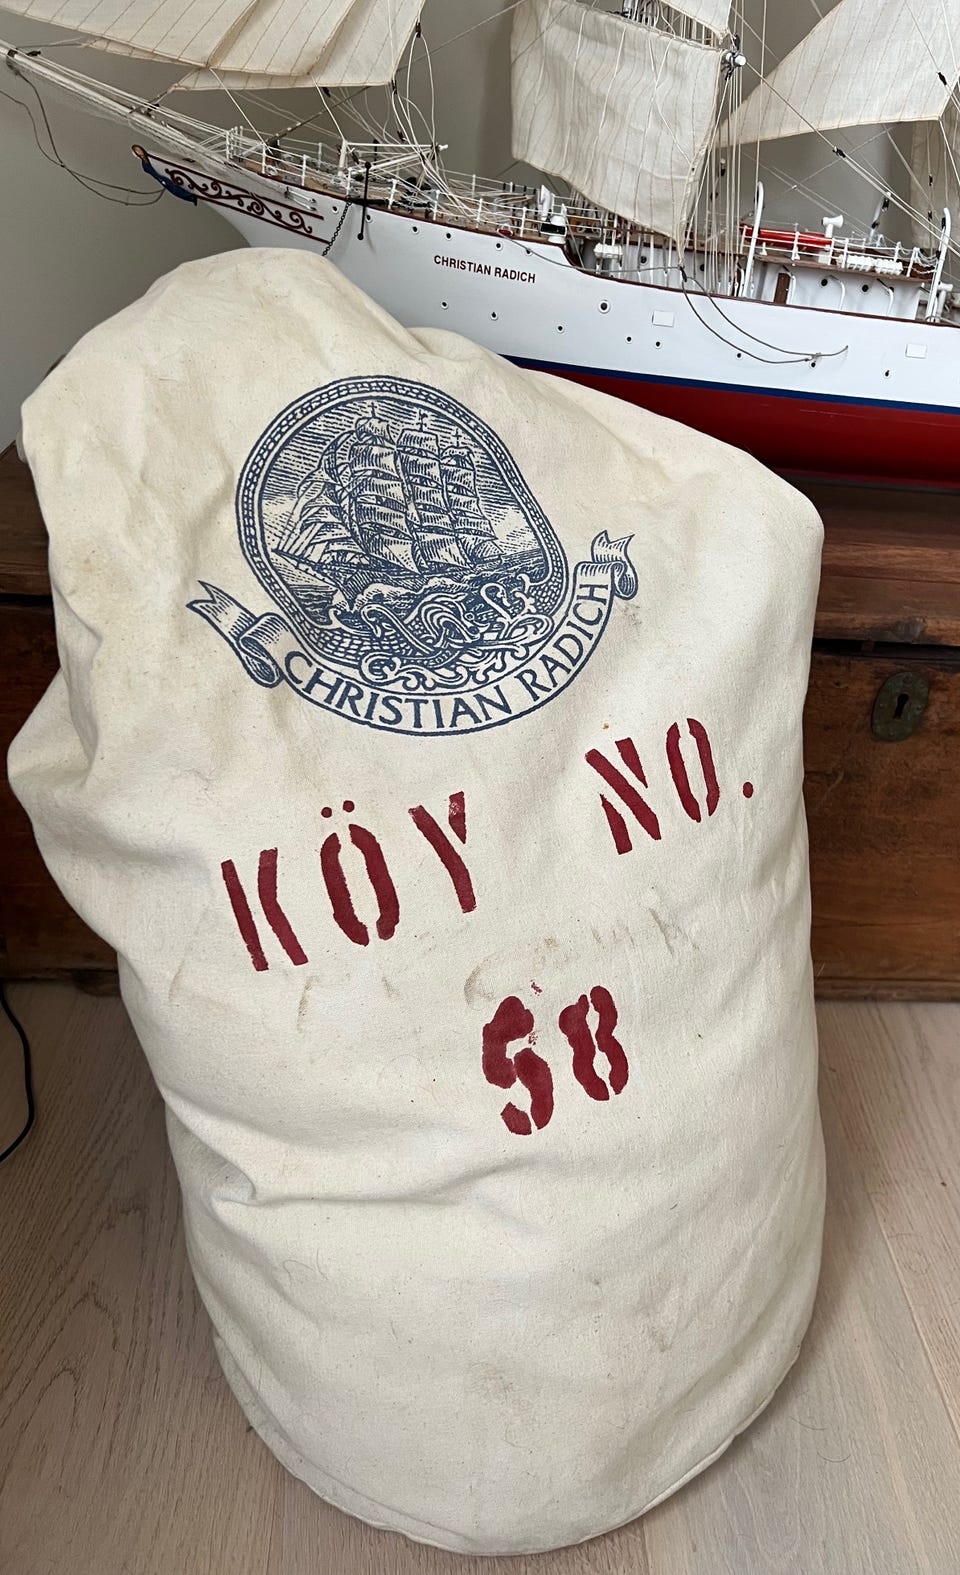 CHRISTIAN RADICH
CHRISTIAN RADICH
KÖY NO.
58